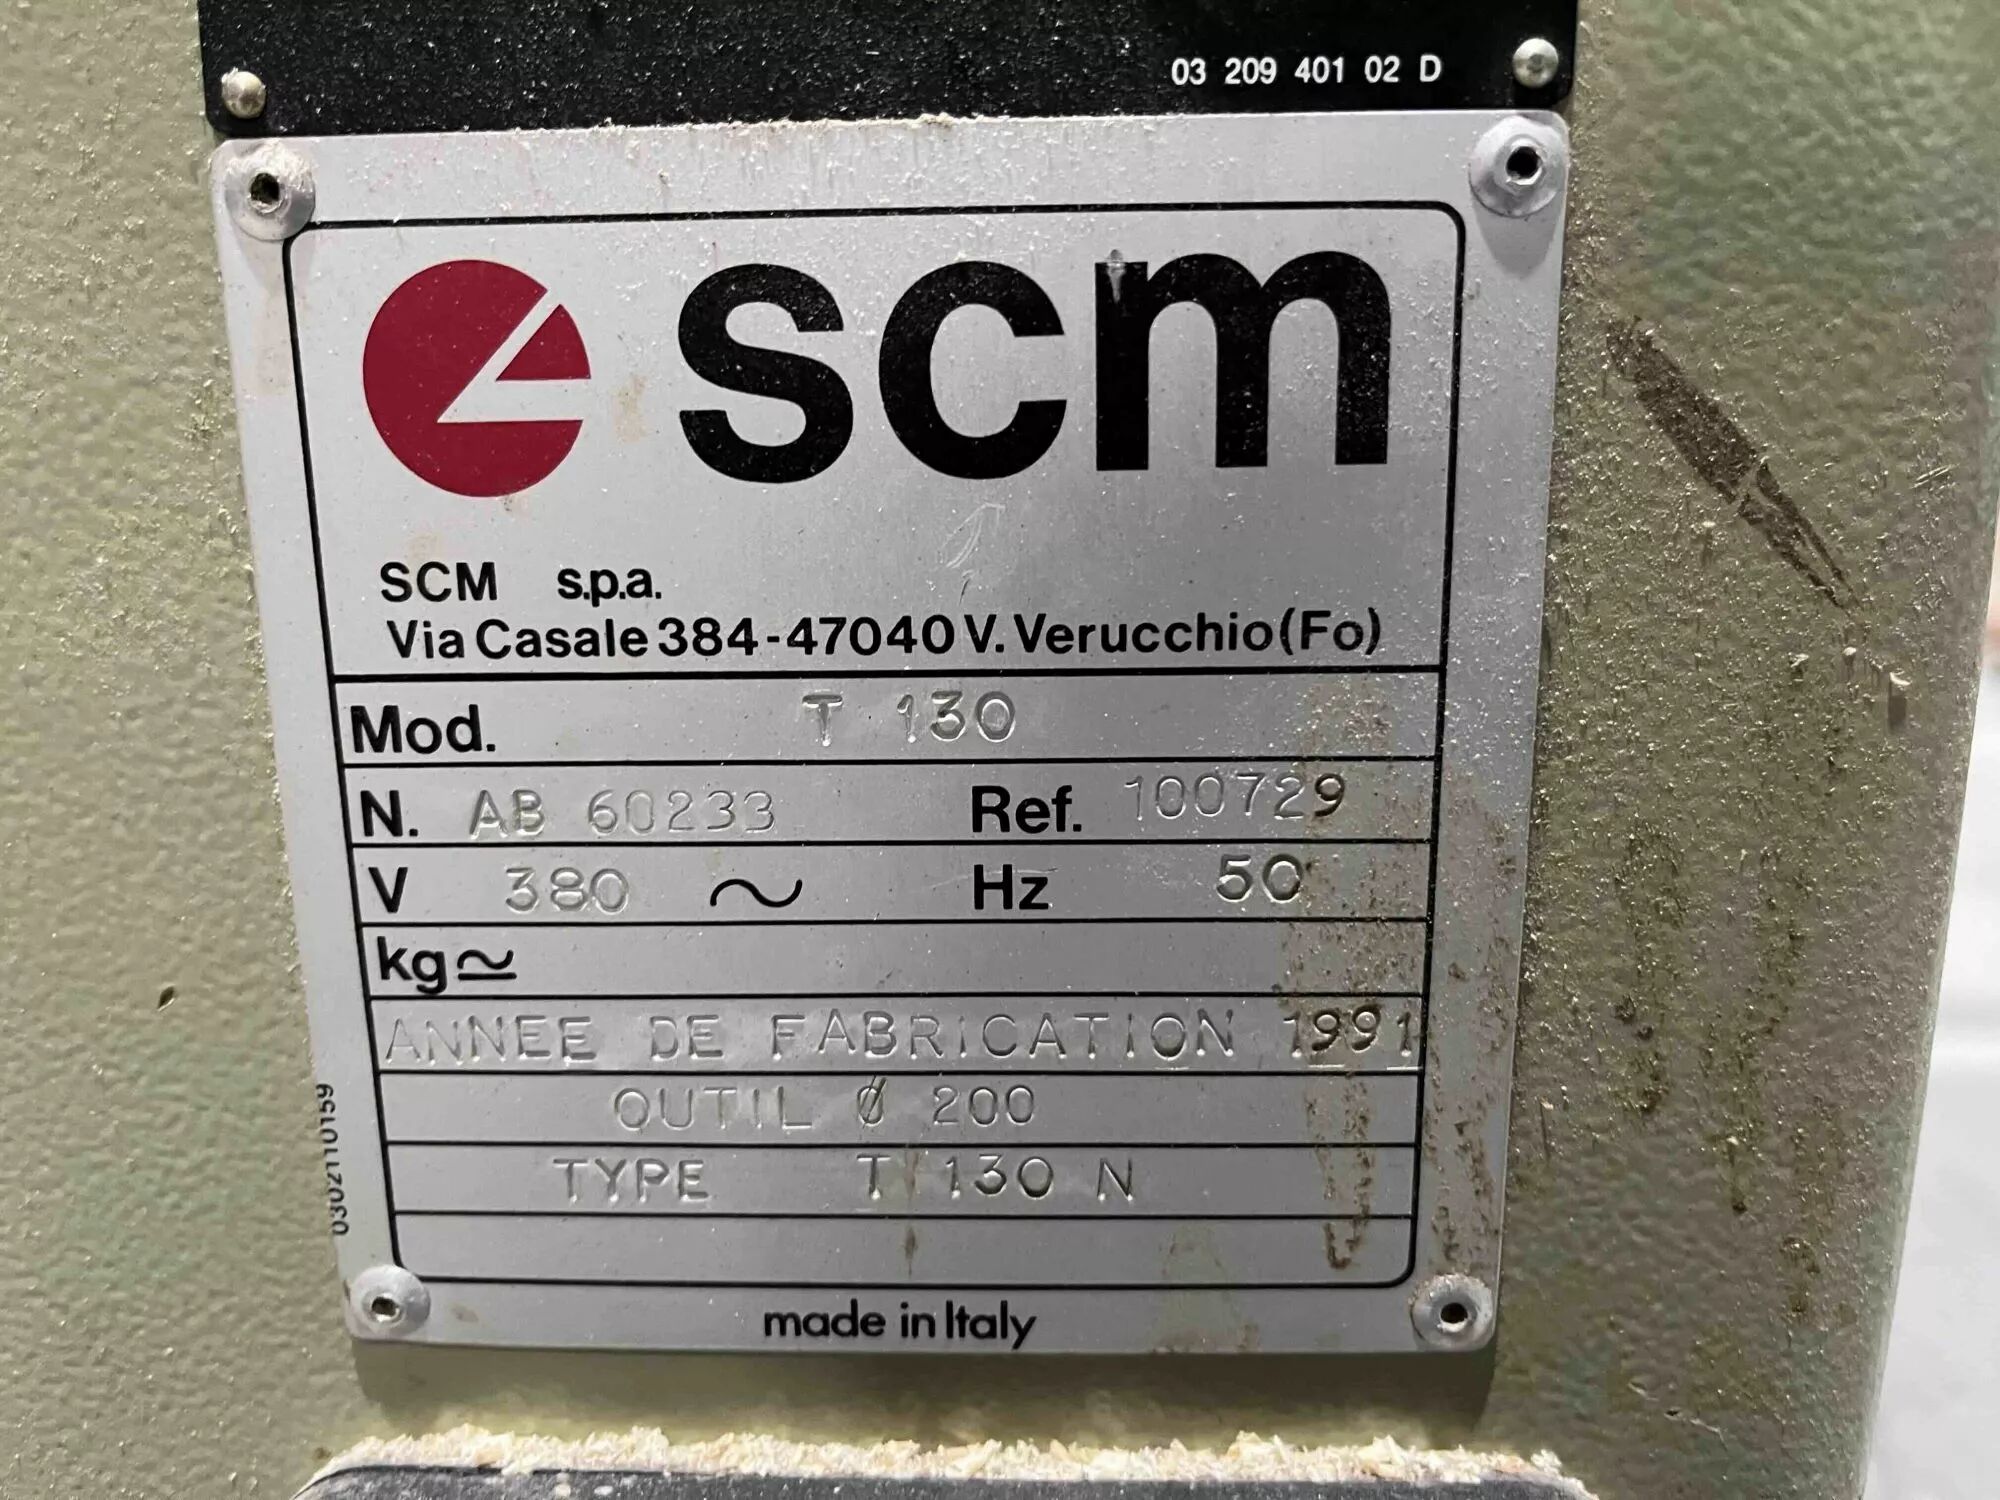 03 209 401 02 D
scm
SCM s.p.a.
Via Casale 384-47040 V. Verucchio (Fo)
Mod. T 130
N. AB 60233 Ref. 100729
V 380 ~ Hz 50
kg ≃
ANNEE DE FABRICATION 1991
OUTIL Ø 200
TYPE T 130 N
0302110159
made in Italy